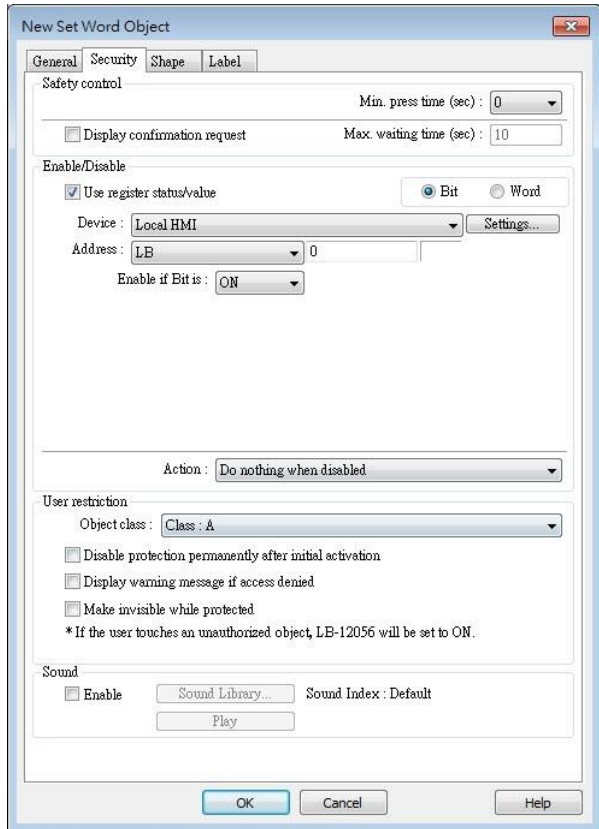 New Set Word Object
General Security Shape Label
Safety control
Min. press time (sec) : 0
Display confirmation request Max. waiting time (sec) : 10
Enable/Disable
Use register status/value Bit Word
Device : Local HMI Settings...
Address : LB 0
Enable if Bit is : ON
Action : Do nothing when disabled
User restriction
Object class : Class : A
Disable protection permanently after initial activation
Display warning message if access denied
Make invisible while protected
* If the user touches an unauthorized object, LB-12056 will be set to ON.
Sound
Enable Sound Library... Sound Index : Default
Play
OK Cancel Help